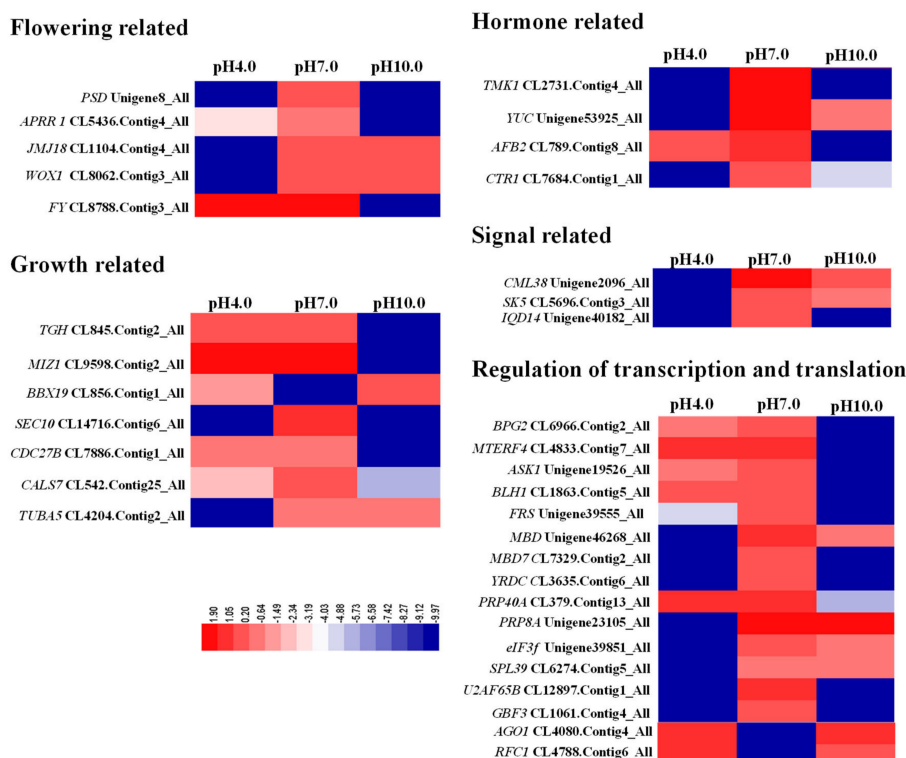 Flowering related
pH4.0 pH7.0 pH10.0
PSD Unigene8_All
APRR 1 CL5436.Contig4_All
JMJ18 CL1104.Contig4_All
WOX1 CL8062.Contig3_All
FY CL8788.Contig3_All
Growth related
pH4.0 pH7.0 pH10.0
TGH CL845.Contig2_All
MIZ1 CL9598.Contig2_All
BBX19 CL856.Contig1_All
SEC10 CL14716.Contig6_All
CDC27B CL7886.Contig1_All
CALS7 CL542.Contig25_All
TUBA5 CL4204.Contig2_All
1.90 1.05 0.20 -0.64 -1.49 -2.34 -3.19 -4.03 -4.88 -5.73 -6.58 -7.42 -8.27 -9.12 -9.97
Hormone related
pH4.0 pH7.0 pH10.0
TMK1 CL2731.Contig4_All
YUC Unigene53925_All
AFB2 CL789.Contig8_All
CTR1 CL7684.Contig1_All
Signal related
pH4.0 pH7.0 pH10.0
CML38 Unigene2096_All
SK5 CL5696.Contig3_All
IQD14 Unigene40182_All
Regulation of transcription and translation
pH4.0 pH7.0 pH10.0
BPG2 CL6966.Contig2_All
MTERF4 CL4833.Contig7_All
ASK1 Unigene19526_All
BLH1 CL1863.Contig5_All
FRS Unigene39555_All
MBD Unigene46268_All
MBD7 CL7329.Contig2_All
YRDC CL3635.Contig6_All
PRP40A CL379.Contig13_All
PRP8A Unigene23105_All
eIF3f Unigene39851_All
SPL39 CL6274.Contig5_All
U2AF65B CL12897.Contig1_All
GBF3 CL1061.Contig4_All
AGO1 CL4080.Contig4_All
RFC1 CL4788.Contig6_All